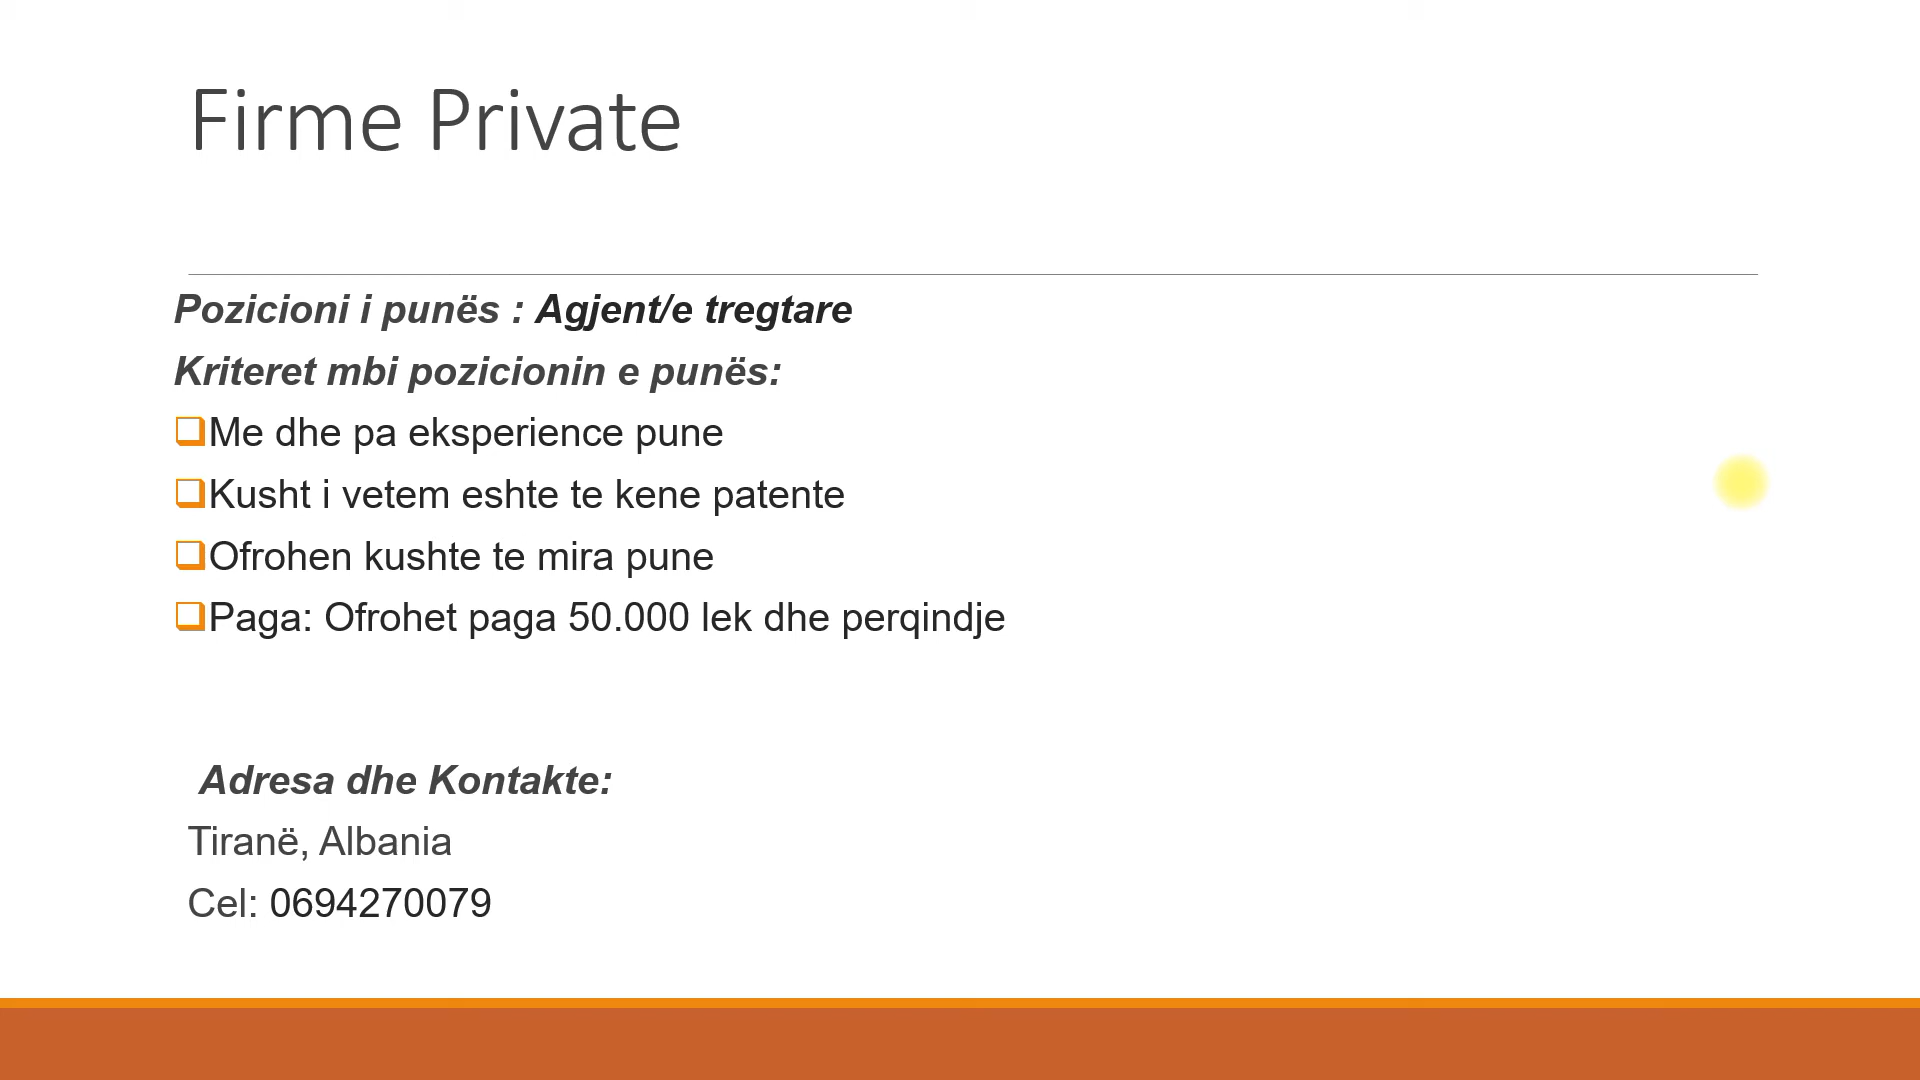 Firme Private
Pozicioni i punës : Agjent/e tregtare
Kriteret mbi pozicionin e punës:
Me dhe pa eksperience pune
Kusht i vetem eshte te kene patente
Ofrohen kushte te mira pune
Paga: Ofrohet paga 50.000 lek dhe perqindje
Adresa dhe Kontakte:
Tiranë, Albania
Cel: 0694270079